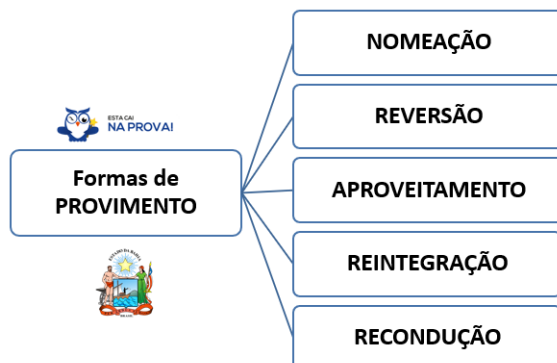 NOMEAÇÃO
ESTA CAI
NA PROVA!
REVERSÃO
Formas de
PROVIMENTO
APROVEITAMENTO
REINTEGRAÇÃO
RECONDUÇÃO